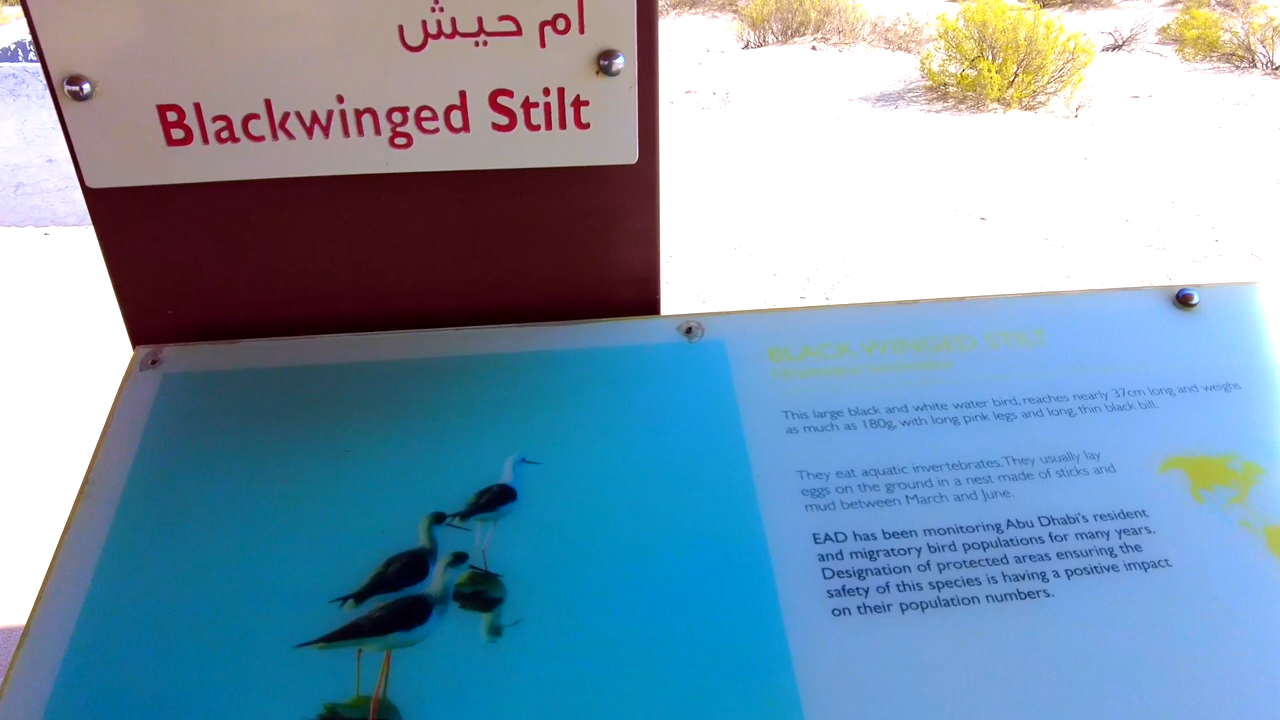 أم حيش
Blackwinged Stilt
BLACK WINGED STILT
This large black and white water bird, reaches nearly 37cm long and weighs
as much as 180g, with long pink legs and long, thin black bill.
They eat aquatic invertebrates. They usually lay
eggs on the ground in a nest made of sticks and
mud between March and June.
EAD has been monitoring Abu Dhabi's resident
and migratory bird populations for many years.
Designation of protected areas ensuring the
safety of this species is having a positive impact
on their population numbers.